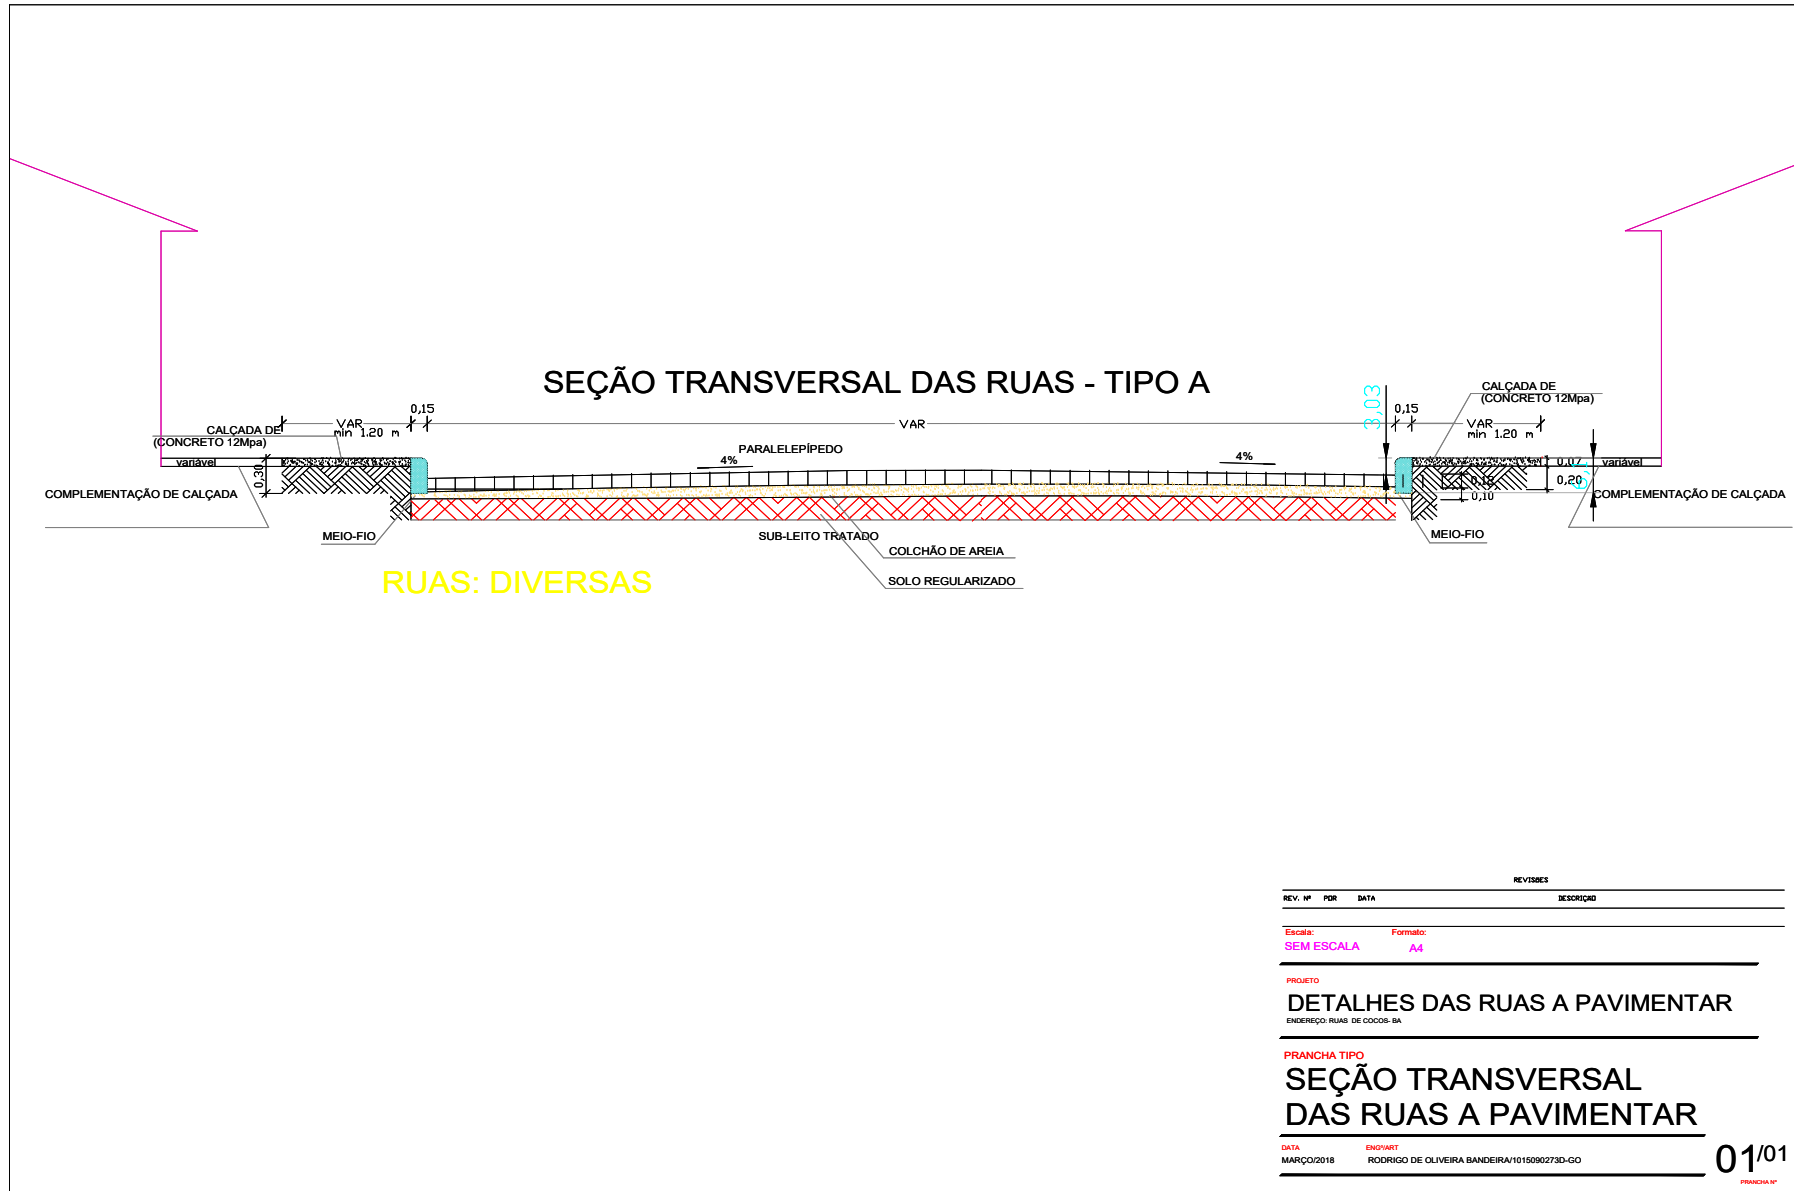 SEÇÃO TRANSVERSAL DAS RUAS - TIPO A
3,03
CALÇADA DE
(CONCRETO 12Mpa)
0,15
VAR
min 1.20 m
VAR
0,15
VAR
min 1.20 m
CALÇADA DE
(CONCRETO 12Mpa)
PARALELEPÍPEDO
4%
4%
variável
0,30
0,07
variável
0,18
0,20
0,10
COMPLEMENTAÇÃO DE CALÇADA
COMPLEMENTAÇÃO DE CALÇADA
MEIO-FIO
SUB-LEITO TRATADO
MEIO-FIO
COLCHÃO DE AREIA
SOLO REGULARIZADO
RUAS: DIVERSAS
REVISÕES
REV. Nº POR DATA DESCRIÇÃO
Escala: Formato:
SEM ESCALA A4
PROJETO
DETALHES DAS RUAS A PAVIMENTAR
ENDEREÇO: RUAS DE COCOS- BA
PRANCHA TIPO
SEÇÃO TRANSVERSAL
DAS RUAS A PAVIMENTAR
DATA ENGº/ART
MARÇO/2018 RODRIGO DE OLIVEIRA BANDEIRA/1015090273D-GO
01/01
PRANCHA Nº